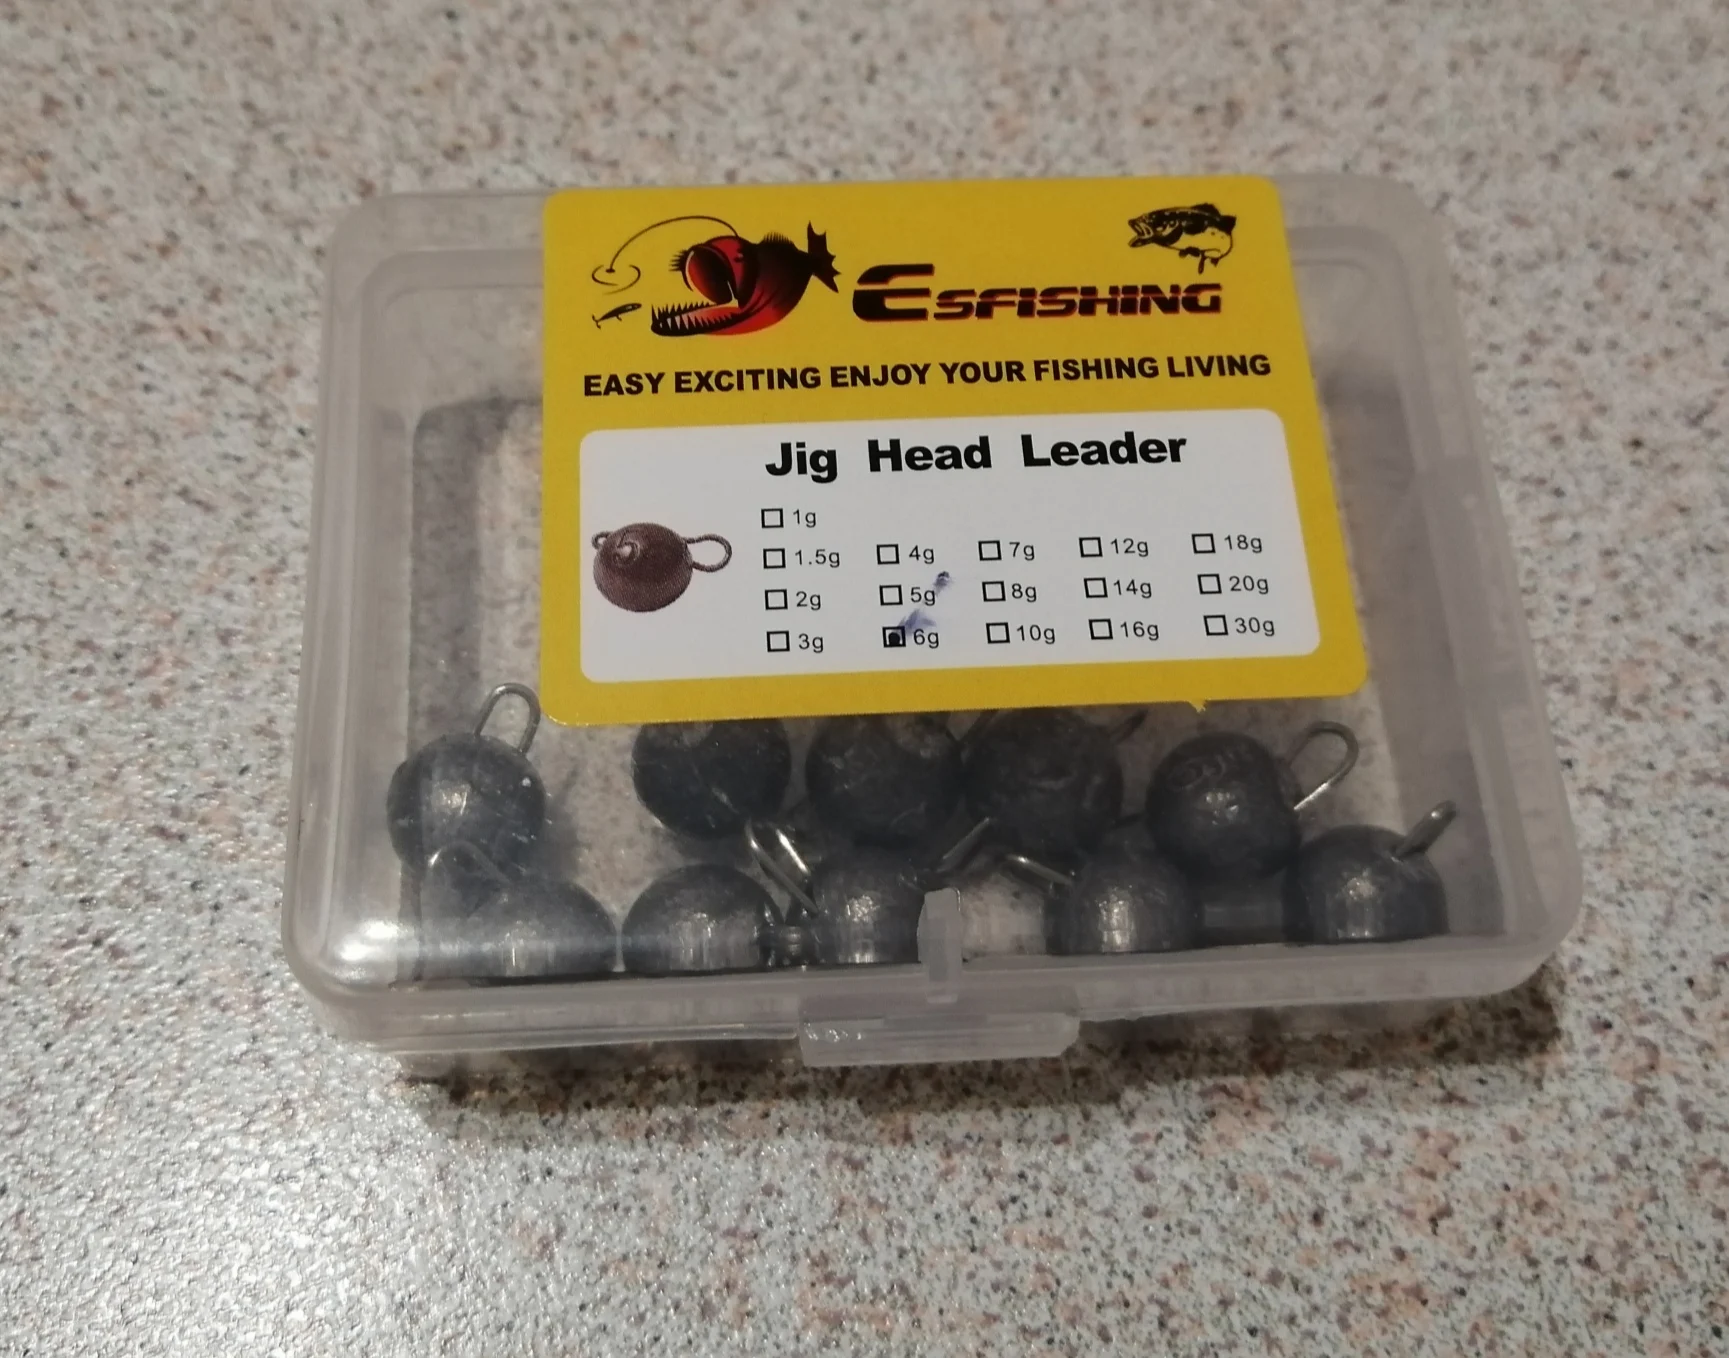 ESFISHING
EASY EXCITING ENJOY YOUR FISHING LIVING
Jig Head Leader
1g
1.5g 4g 7g 12g 18g
2g 5g 8g 14g 20g
3g 6g 10g 16g 30g